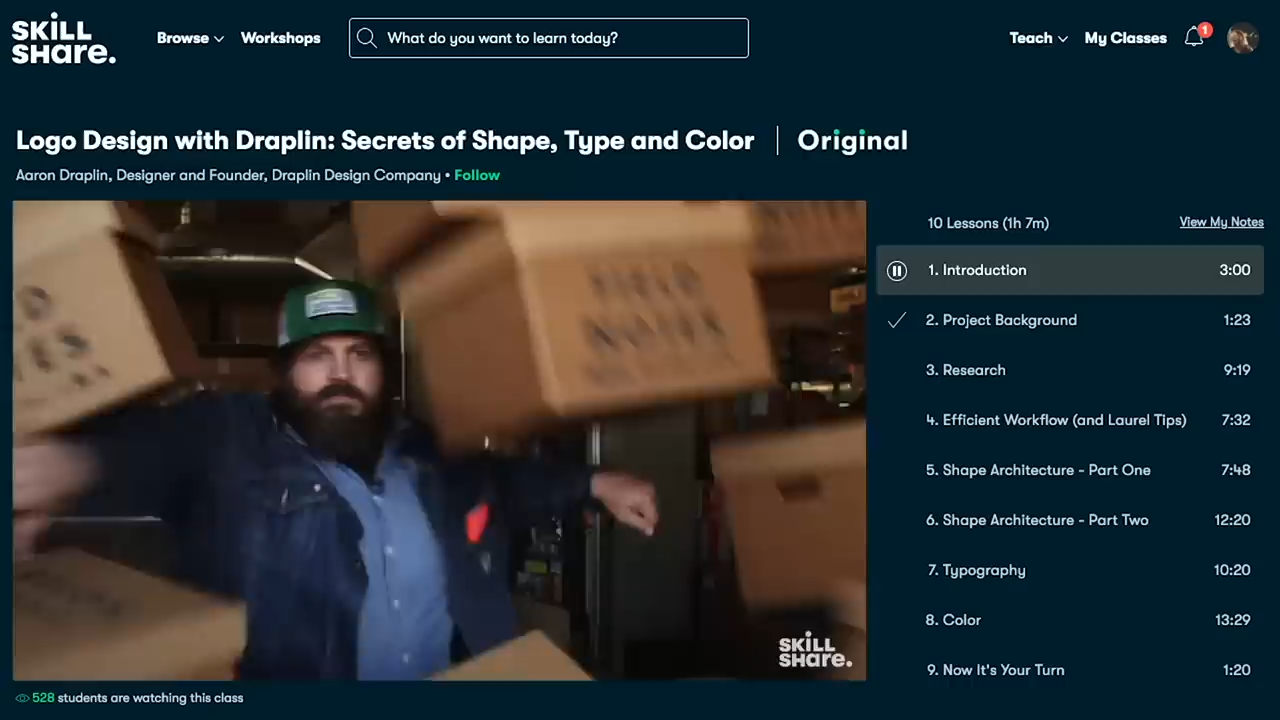 SKILL
SHare.
Browse
Workshops
What do you want to learn today?
Teach
My Classes
1
Logo Design with Draplin: Secrets of Shape, Type and Color | Original
Aaron Draplin, Designer and Founder, Draplin Design Company • Follow
FIELD
NOTES
SKILL
SHare.
528 students are watching this class
10 Lessons (1h 7m)
View My Notes
1. Introduction 3:00
2. Project Background 1:23
3. Research 9:19
4. Efficient Workflow (and Laurel Tips) 7:32
5. Shape Architecture - Part One 7:48
6. Shape Architecture - Part Two 12:20
7. Typography 10:20
8. Color 13:29
9. Now It's Your Turn 1:20